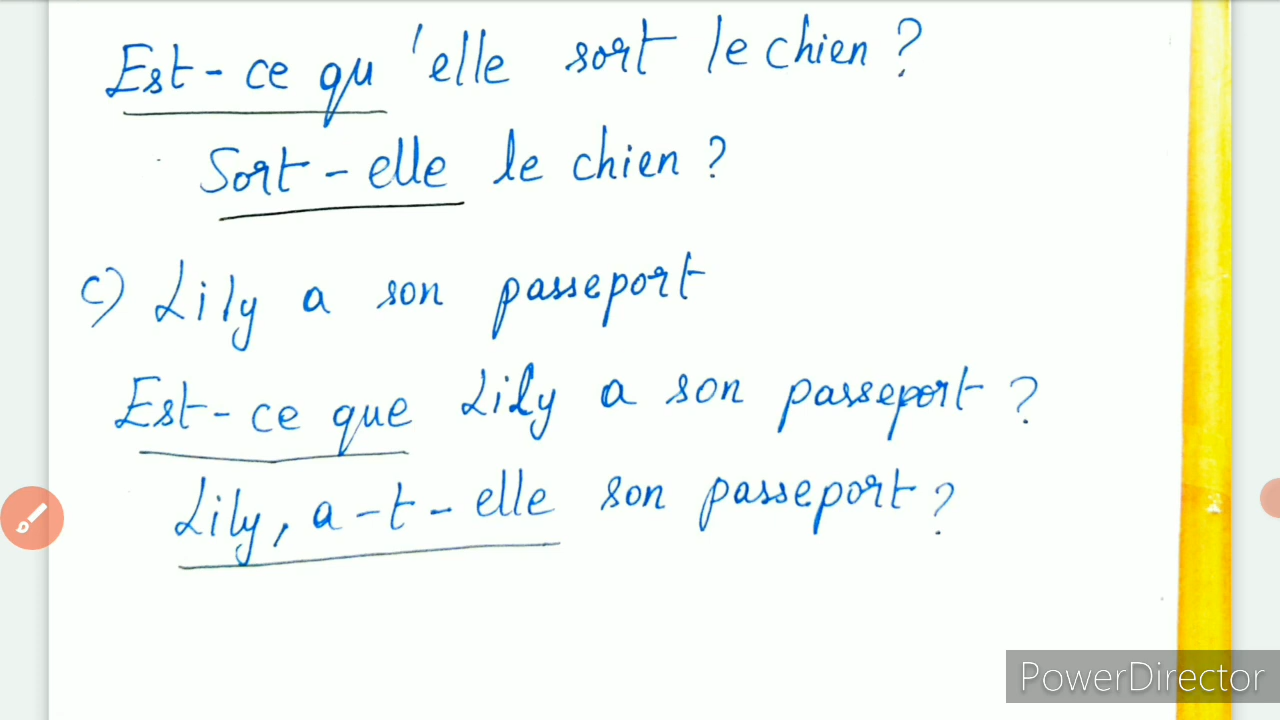 Est-ce qu'elle sort le chien ?
Sort-elle le chien ?
c) Lily a son passeport
Est-ce que Lily a son passeport ?
Lily, a-t-elle son passeport ?
PowerDirector